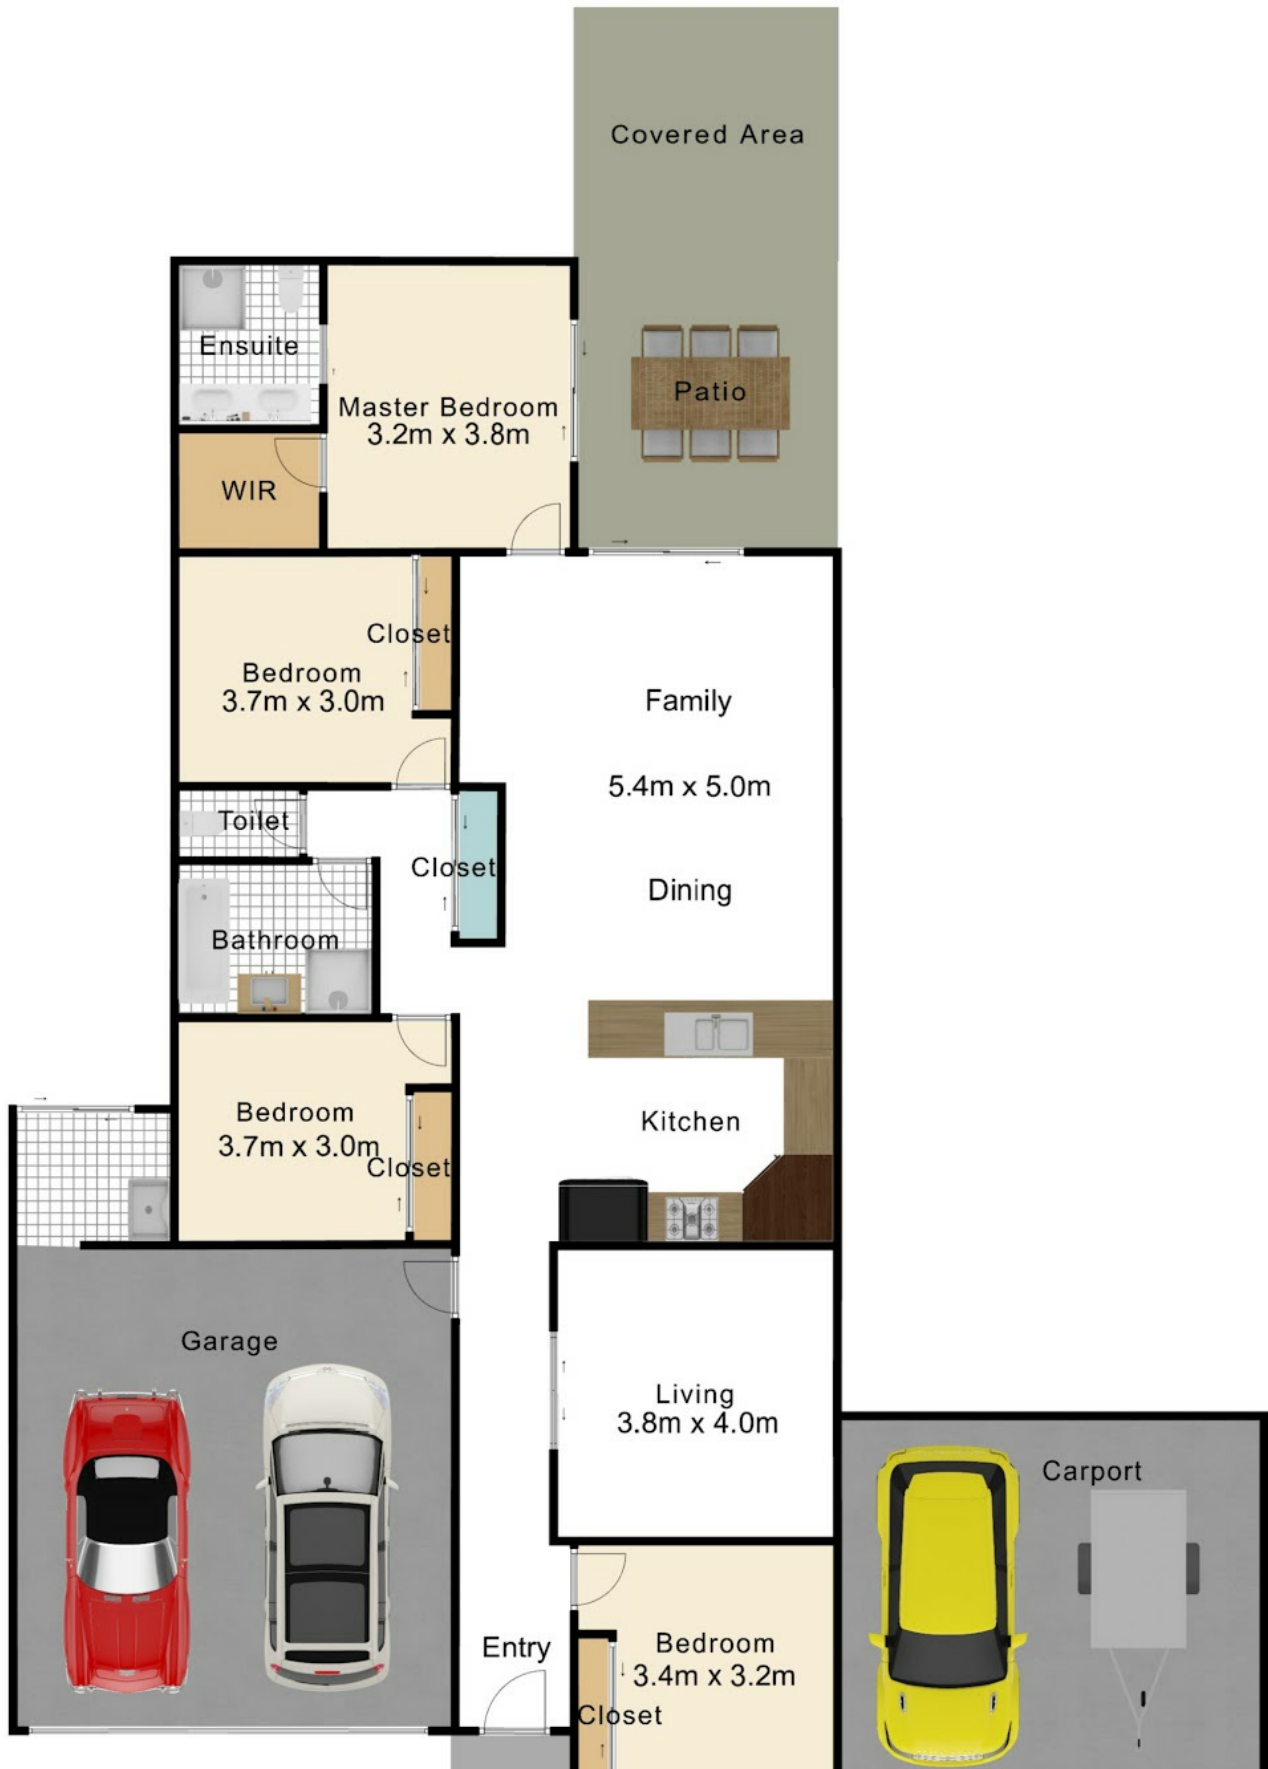 Covered Area
Ensuite
Master Bedroom
3.2m x 3.8m
Patio
WIR
Closet
Bedroom
3.7m x 3.0m
Family
5.4m x 5.0m
Toilet
Closet
Dining
Bathroom
Kitchen
Bedroom
3.7m x 3.0m
Closet
Garage
Living
3.8m x 4.0m
Carport
Entry
Bedroom
3.4m x 3.2m
Closet